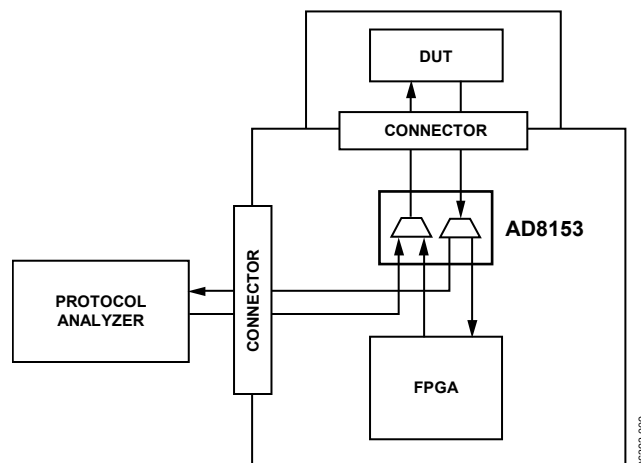 DUT
CONNECTOR
AD8153
CONNECTOR
PROTOCOL
ANALYZER
FPGA